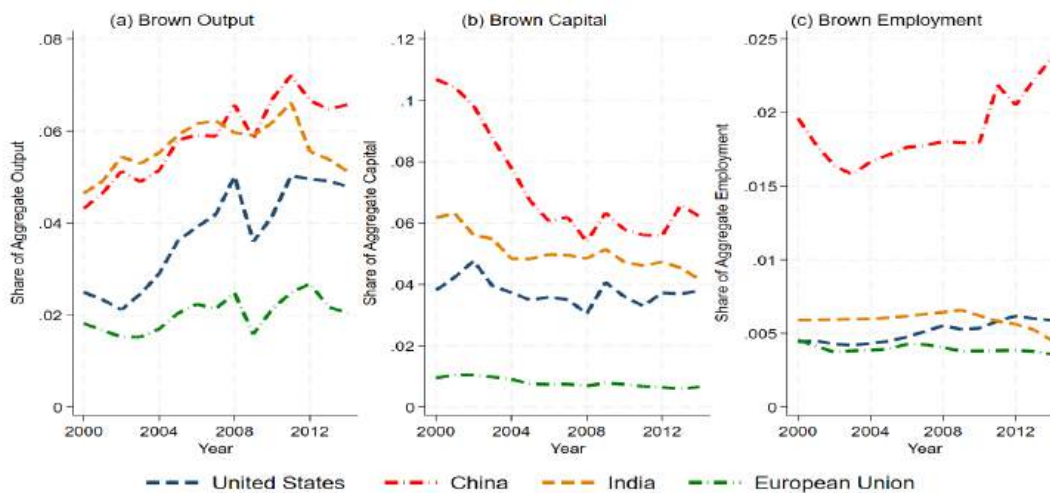 (a) Brown Output
(b) Brown Capital
(c) Brown Employment
Share of Aggregate Output
.08
.06
.04
.02
0
2000 2004 2008 2012
Year
Share of Aggregate Capital
.12
.1
.08
.06
.04
.02
0
2000 2004 2008 2012
Year
Share of Aggregate Employment
.025
.02
.015
.01
.005
0
2000 2004 2008 2012
Year
United States China India European Union